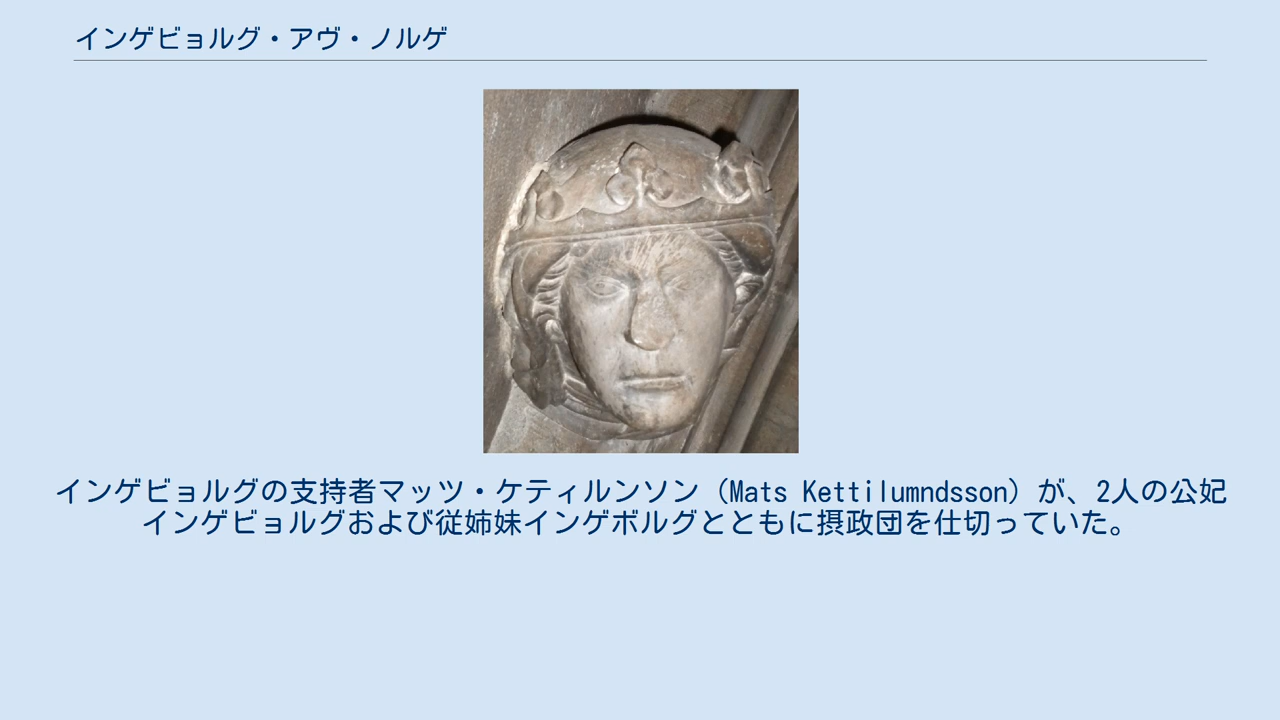 インゲビョルグ・アヴ・ノルゲ
インゲビョルグの支持者マッツ・ケティルンソン（Mats Kettilumndsson）が、2人の公妃
インゲビョルグおよび従姉妹インゲボルグとともに摂政団を仕切っていた。